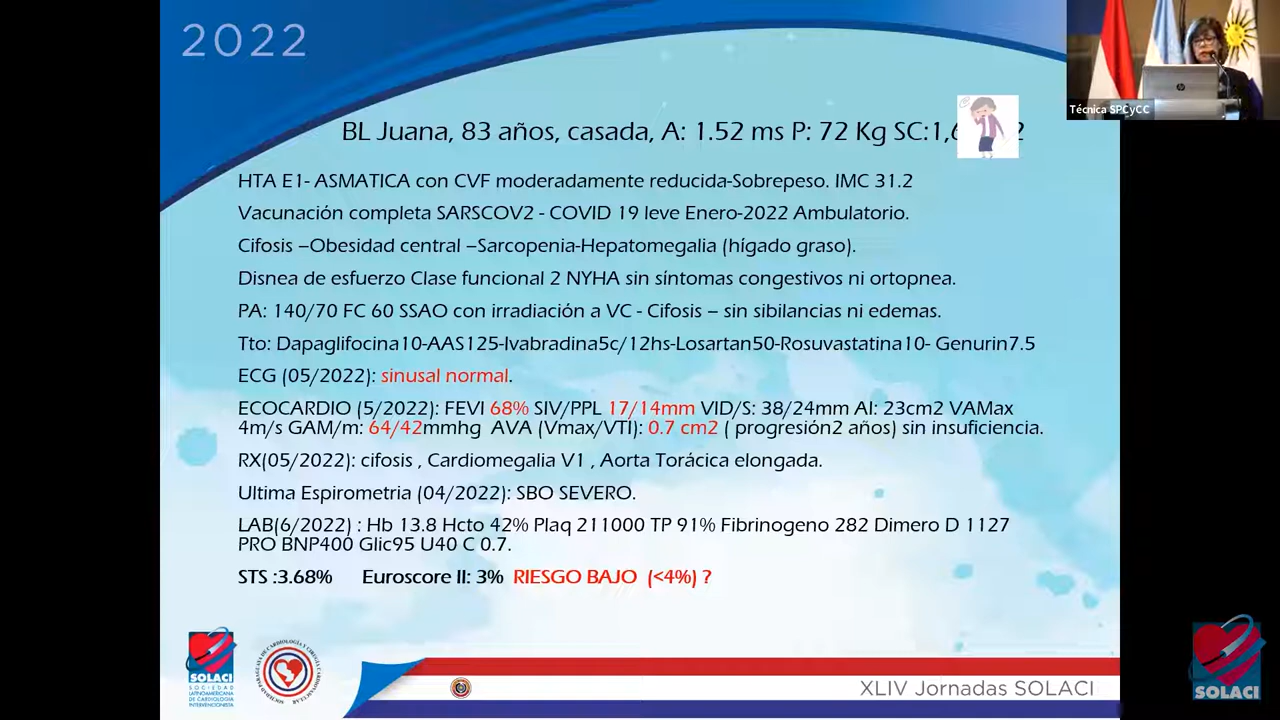 2022
Técnica SPCyCC
BL Juana, 83 años, casada, A: 1.52 ms P: 72 Kg
HTA E1- ASMATICA con CVF moderadamente reducida-Sobrepeso. IMC 31.2
Vacunación completa SARSCOV2 - COVID 19 leve Enero-2022 Ambulatorio.
Cifosis –Obesidad central –Sarcopenia-Hepatomegalia (hígado graso).
Disnea de esfuerzo Clase funcional 2 NYHA sin síntomas congestivos ni ortopnea.
PA: 140/70 FC 60 SSAO con irradiación a VC - Cifosis – sin sibilancias ni edemas.
Tto: Dapaglifocina10-AAS125-Ivabradina5c/12hs-Losartan50-Rosuvastatina10- Genurin7.5
ECG (05/2022): sinusal normal.
ECOCARDIO (5/2022): FEVI 68% SIV/PPL 17/14mm VID/S: 38/24mm AI: 23cm2 VAMax
4m/s GAM/m: 64/42mmhg AVA (Vmax/VTI): 0.7 cm2 ( progresión2 años) sin insuficiencia.
RX(05/2022): cifosis , Cardiomegalia V1 , Aorta Torácica elongada.
Ultima Espirometria (04/2022): SBO SEVERO.
LAB(6/2022) : Hb 13.8 Hcto 42% Plaq 211000 TP 91% Fibrinogeno 282 Dimero D 1127
PRO BNP400 Glic95 U40 C 0.7.
STS :3.68% Euroscore II: 3% RIESGO BAJO (<4%) ?
SOLACI
SOCIEDAD
LATINOAMERICANA
DE CARDIOLOGIA
INTERVENCIONISTA
SOCIEDAD PARAGUAYA DE CARDIOLOGÍA Y CIRUGÍA CARDIOVASCULAR
XLIV Jornadas SOLACI
SOLACI